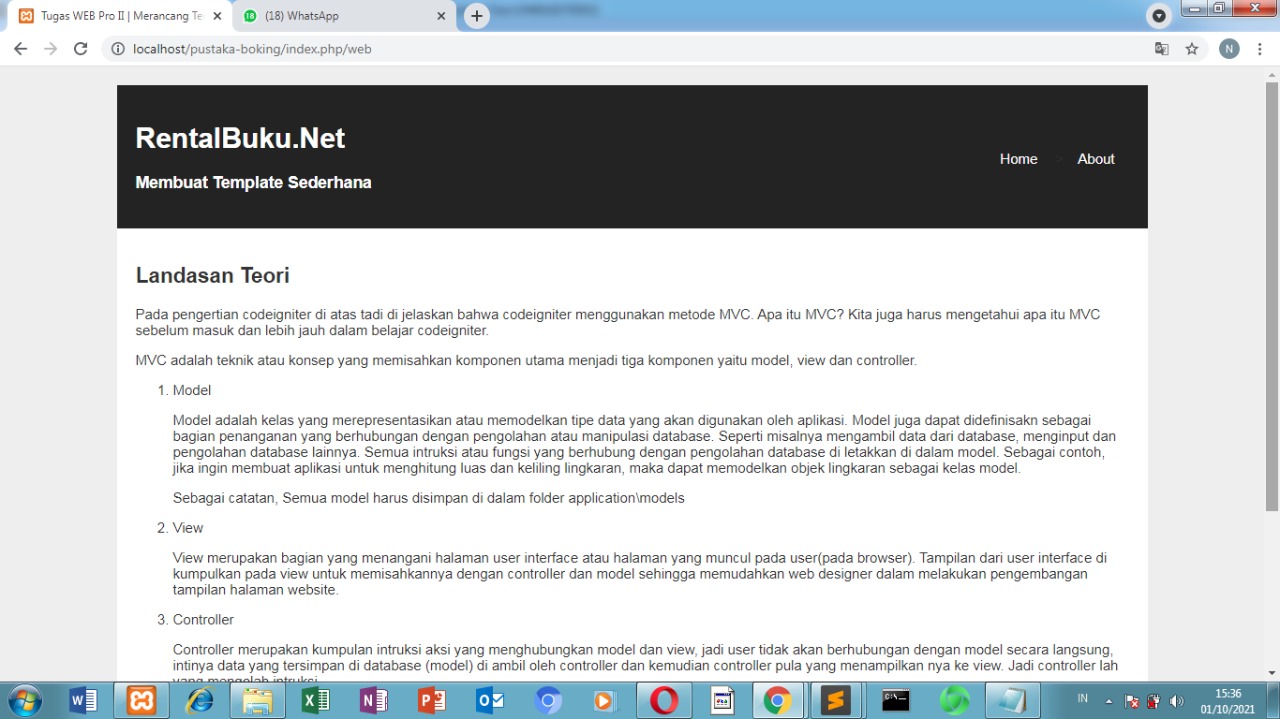 Tugas WEB Pro II | Merancang Te
(18) WhatsApp
localhost/pustaka-boking/index.php/web
N
RentalBuku.Net
Home > About
Membuat Template Sederhana
Landasan Teori
Pada pengertian codeigniter di atas tadi di jelaskan bahwa codeigniter menggunakan metode MVC. Apa itu MVC? Kita juga harus mengetahui apa itu MVC
sebelum masuk dan lebih jauh dalam belajar codeigniter.
MVC adalah teknik atau konsep yang memisahkan komponen utama menjadi tiga komponen yaitu model, view dan controller.
1. Model
Model adalah kelas yang merepresentasikan atau memodelkan tipe data yang akan digunakan oleh aplikasi. Model juga dapat didefinisakn sebagai
bagian penanganan yang berhubungan dengan pengolahan atau manipulasi database. Seperti misalnya mengambil data dari database, menginput dan
pengolahan database lainnya. Semua intruksi atau fungsi yang berhubung dengan pengolahan database di letakkan di dalam model. Sebagai contoh,
jika ingin membuat aplikasi untuk menghitung luas dan keliling lingkaran, maka dapat memodelkan objek lingkaran sebagai kelas model.
Sebagai catatan, Semua model harus disimpan di dalam folder application\models
2. View
View merupakan bagian yang menangani halaman user interface atau halaman yang muncul pada user(pada browser). Tampilan dari user interface di
kumpulkan pada view untuk memisahkannya dengan controller dan model sehingga memudahkan web designer dalam melakukan pengembangan
tampilan halaman website.
3. Controller
Controller merupakan kumpulan intruksi aksi yang menghubungkan model dan view, jadi user tidak akan berhubungan dengan model secara langsung,
intinya data yang tersimpan di database (model) di ambil oleh controller dan kemudian controller pula yang menampilkan nya ke view. Jadi controller lah
yang mengolah intruksi.
IN
15:36
01/10/2021